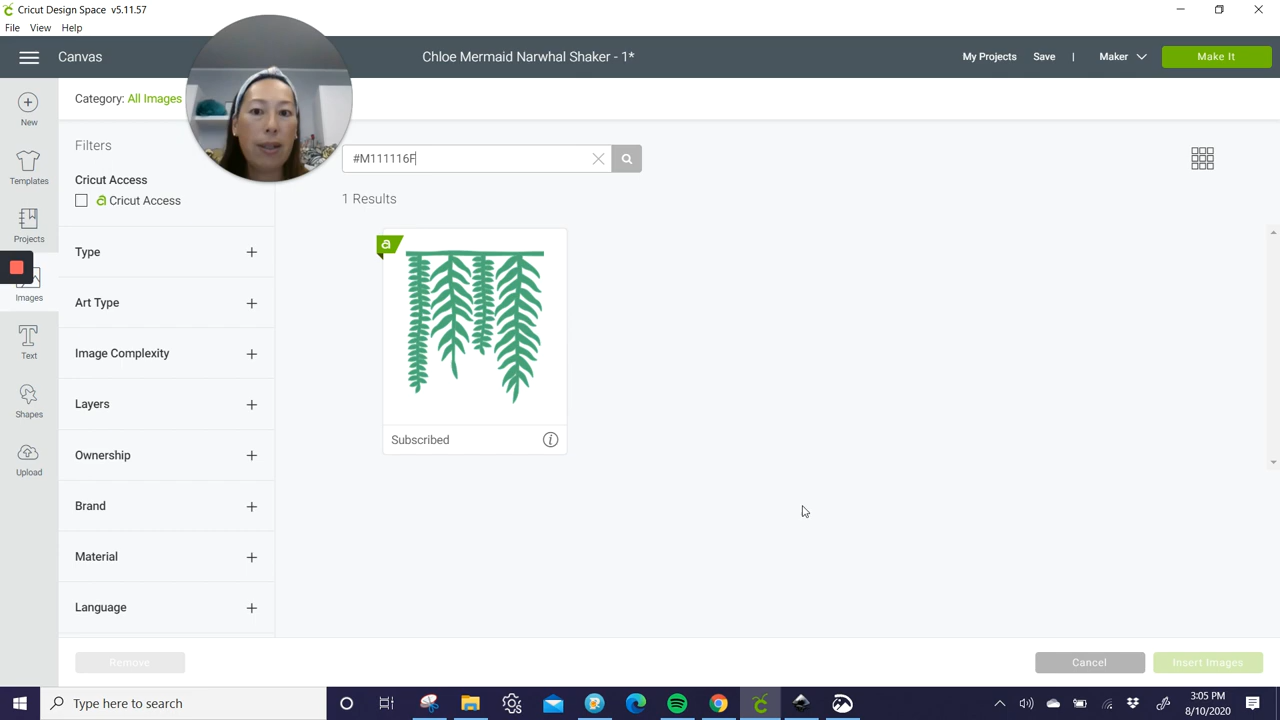 Cricut Design Space v5.11.57
File View Help
Canvas
Chloe Mermaid Narwhal Shaker - 1*
My Projects Save | Maker Make It
New
Templates
Projects
Images
Text
Shapes
Upload
Category: All Images
Filters
Cricut Access
a Cricut Access
Type +
Art Type +
Image Complexity +
Layers +
Ownership +
Brand +
Material +
Language +
#M111116F
1 Results
a
Subscribed i
Remove
Cancel Insert Images
Type here to search
3:05 PM
8/10/2020